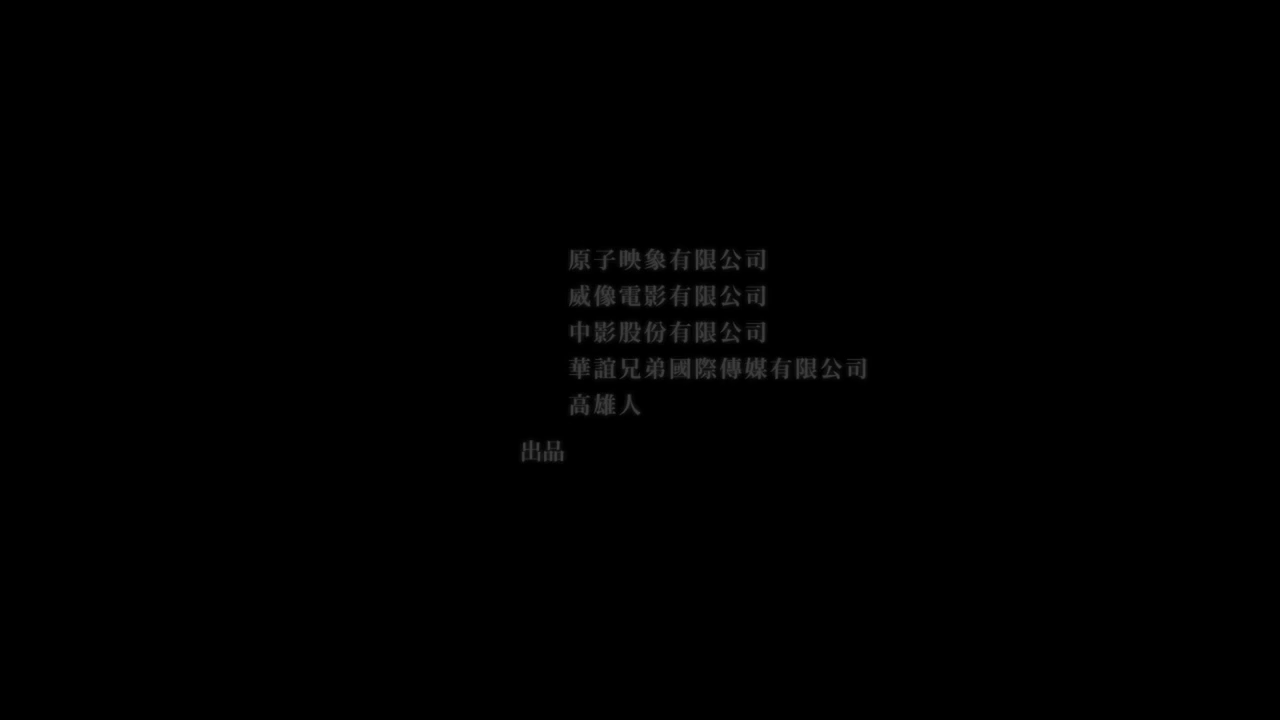 原子映象有限公司
威像電影有限公司
中影股份有限公司
華誼兄弟國際傳媒有限公司
高雄人
出品